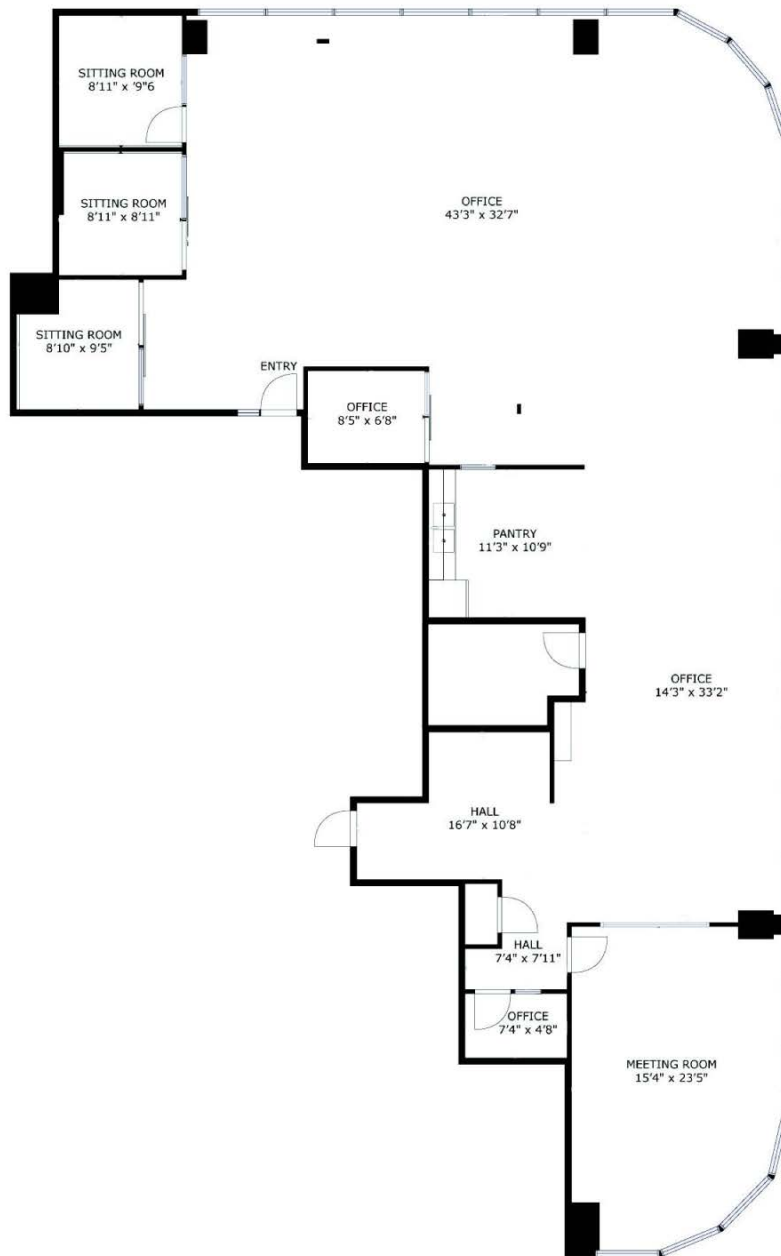 SITTING ROOM
8'11" x '9"6
SITTING ROOM
8'11" x 8'11"
OFFICE
43'3" x 32'7"
SITTING ROOM
8'10" x 9'5"
ENTRY
OFFICE
8'5" x 6'8"
PANTRY
11'3" x 10'9"
OFFICE
14'3" x 33'2"
HALL
16'7" x 10'8"
HALL
7'4" x 7'11"
OFFICE
7'4" x 4'8"
MEETING ROOM
15'4" x 23'5"